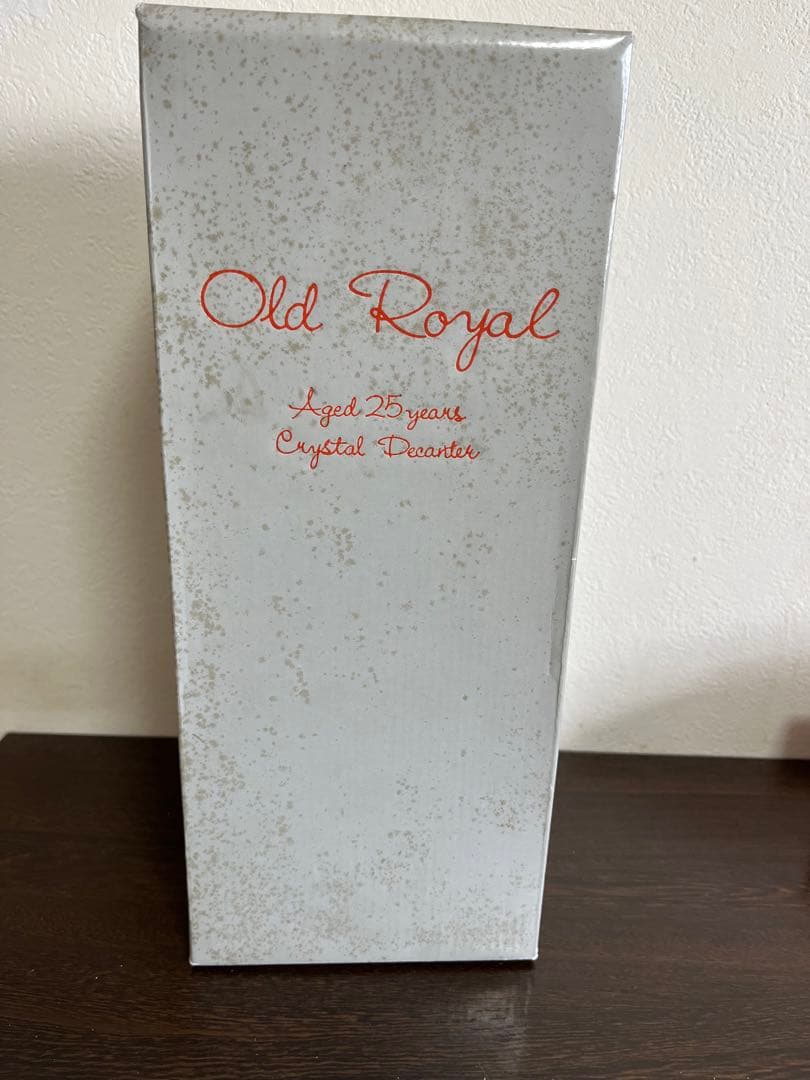 Old Royal
Aged 25 years
Crystal Decanter